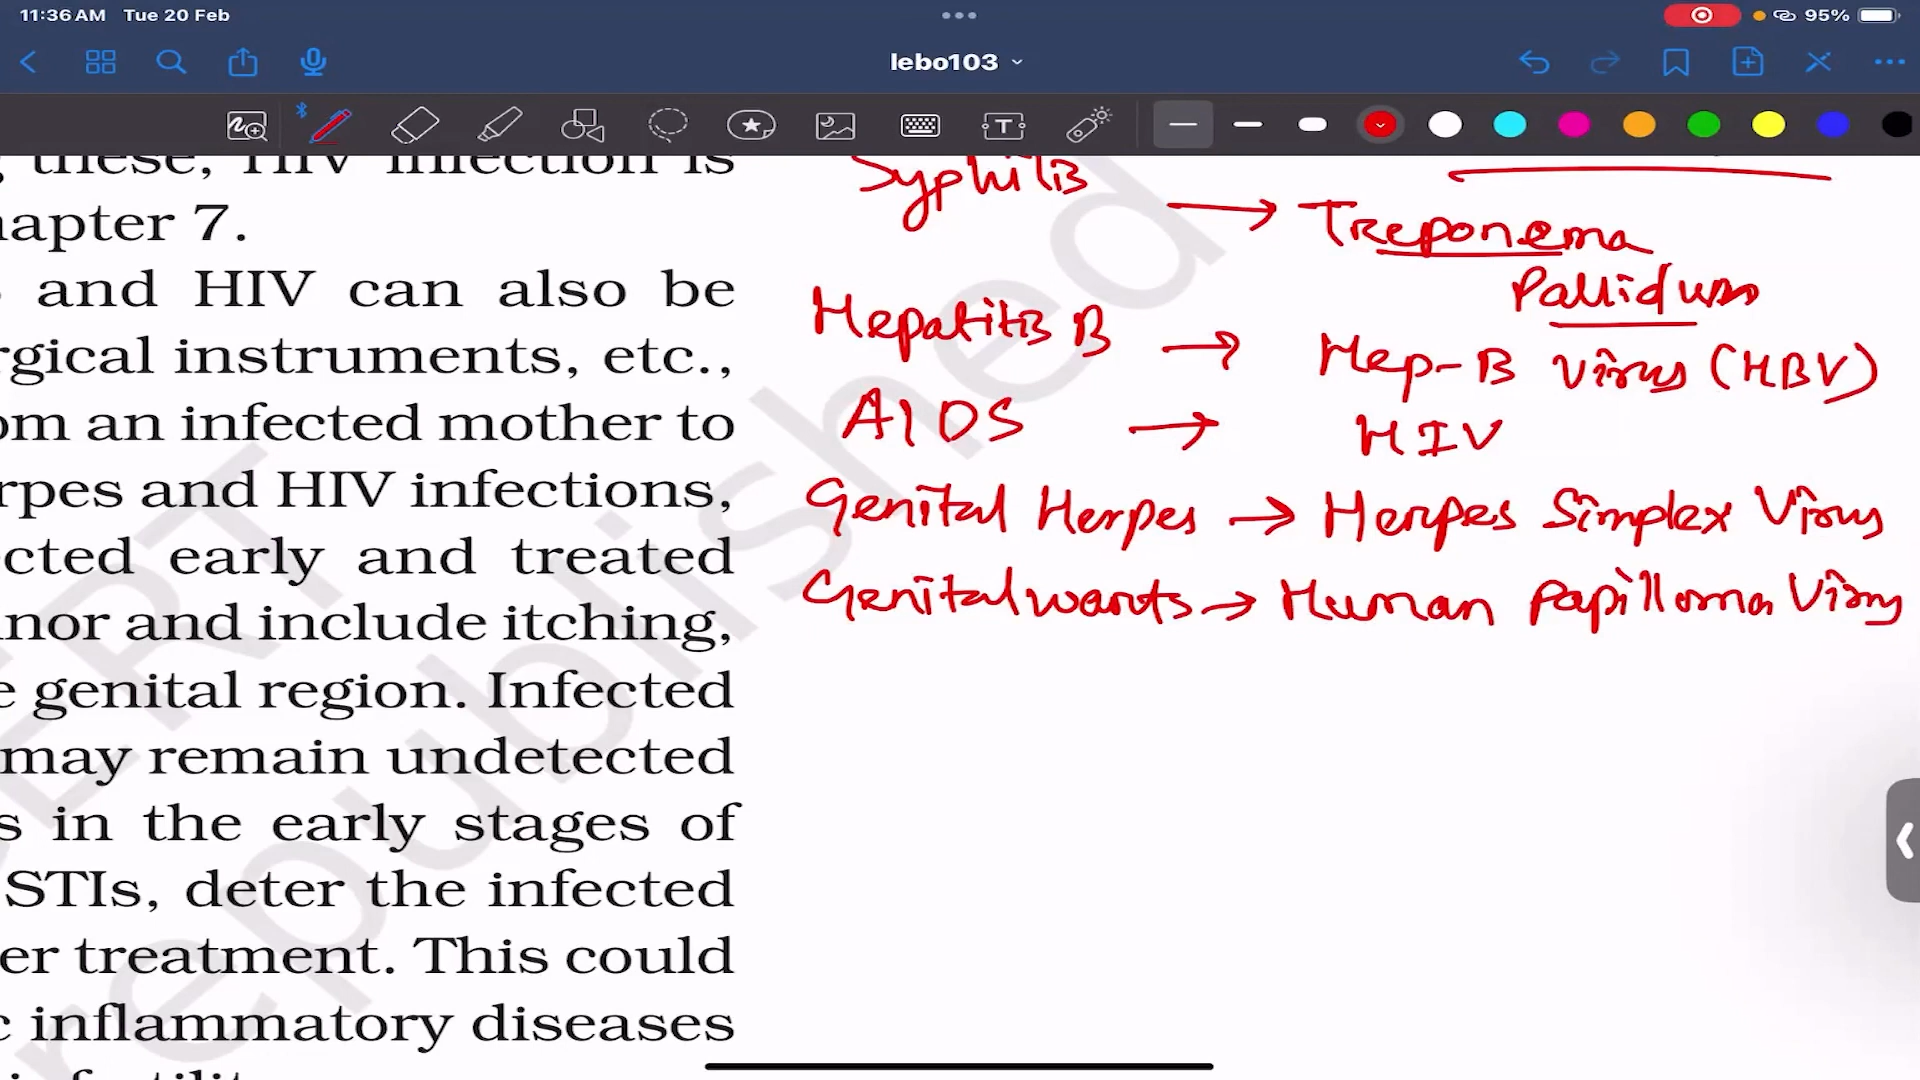 11:36 AM Tue 20 Feb
95%
lebo103
these, HIV infection is
apter 7.
and HIV can also be
rgical instruments, etc.,
om an infected mother to
rpes and HIV infections,
cted early and treated
nor and include itching,
e genital region. Infected
may remain undetected
s in the early stages of
STIs, deter the infected
er treatment. This could
c inflammatory diseases
Syphilis → Treponema
Pallidum
Hepatitis B → Hep-B Virus (HBV)
AIDS → HIV
Genital Herpes → Herpes Simplex Virus
Genital warts → Human Papilloma Virus
republished